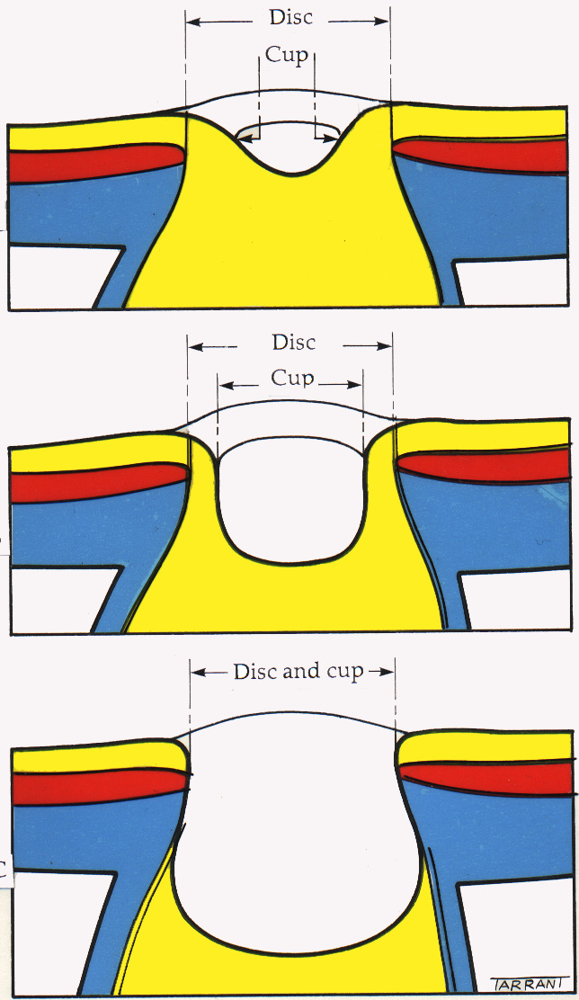 Disc
Cup
Disc
Cup
Disc and cup
C
TARRANT